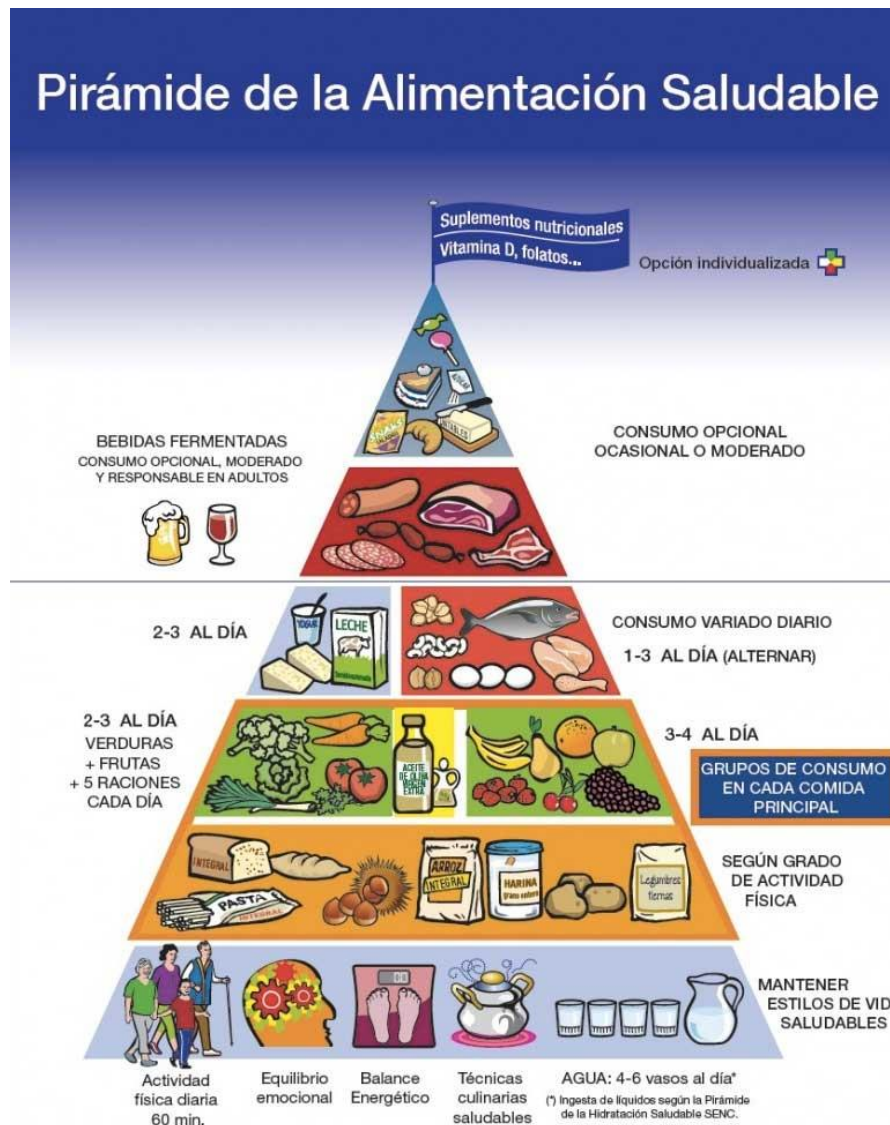 Pirámide de la Alimentación Saludable
Suplementos nutricionales
Vitamina D, folatos...
Opción individualizada
AZÚCAR
BEBIDAS FERMENTADAS
CONSUMO OPCIONAL, MODERADO
Y RESPONSABLE EN ADULTOS
CONSUMO OPCIONAL
OCASIONAL O MODERADO
2-3 AL DÍA
YOGUR
LECHE
CONSUMO VARIADO DIARIO
1-3 AL DÍA (ALTERNAR)
2-3 AL DÍA
VERDURAS
+ FRUTAS
+ 5 RACIONES
CADA DÍA
ACEITE
DE OLIVA
VIRGEN
EXTRA
3-4 AL DÍA
GRUPOS DE CONSUMO
EN CADA COMIDA
PRINCIPAL
INTEGRAL
PASTA
INTEGRAL
ARROZ
INTEGRAL
HARINA
grano entero
Legumbres
tiernas
SEGÚN GRADO
DE ACTIVIDAD
FÍSICA
MANTENER
ESTILOS DE VID
SALUDABLES
Actividad
física diaria
60 min.
Equilibrio
emocional
Balance
Energético
Técnicas
culinarias
saludables
AGUA: 4-6 vasos al día*
(*) Ingesta de líquidos según la Pirámide
de la Hidratación Saludable SENC.